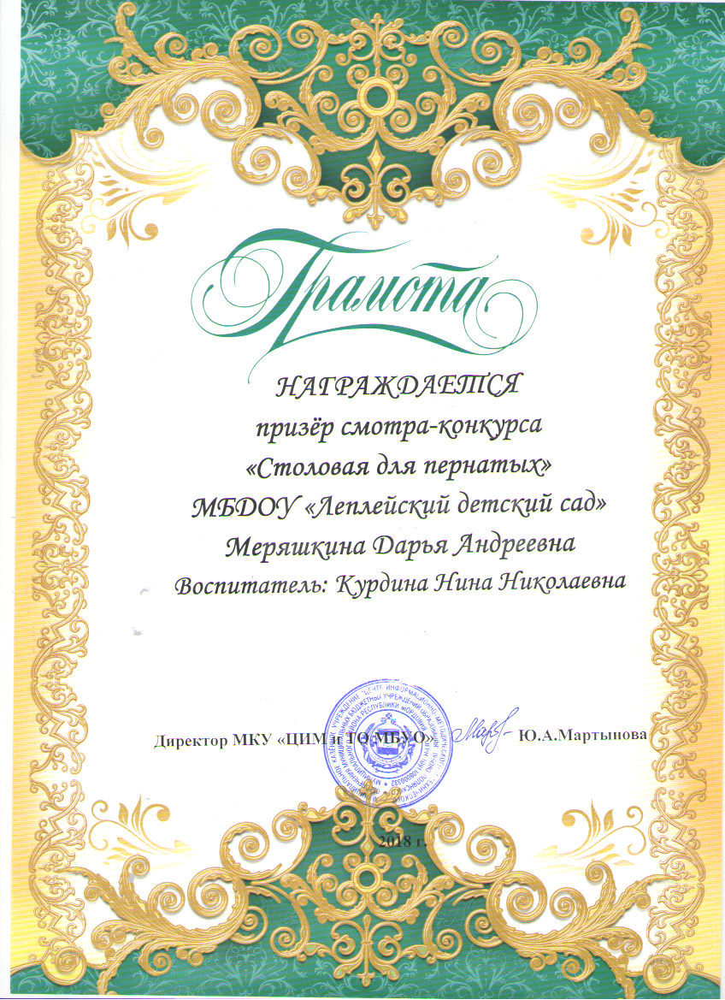 Грамота
НАГРАЖДАЕТСЯ
призёр смотра-конкурса
«Столовая для пернатых»
МБДОУ «Леплейский детский сад»
Меряшкина Дарья Андреевна
Воспитатель: Курдина Нина Николаевна
Директор МКУ «ЦИМ и ТО МБУО» Ю.А.Мартынова
2018 г.